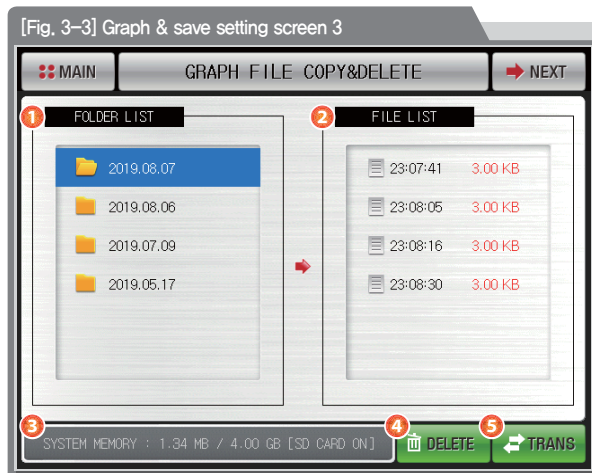 [Fig. 3-3] Graph & save setting screen 3
MAIN
GRAPH FILE COPY&DELETE
NEXT
1 FOLDER LIST
2 FILE LIST
2019.08.07
23:07:41 3.00 KB
2019.08.06
23:08:05 3.00 KB
2019.07.09
23:08:16 3.00 KB
2019.05.17
23:08:30 3.00 KB
3
SYSTEM MEMORY : 1.34 MB / 4.00 GB [SD CARD ON]
4 DELETE
5 TRANS